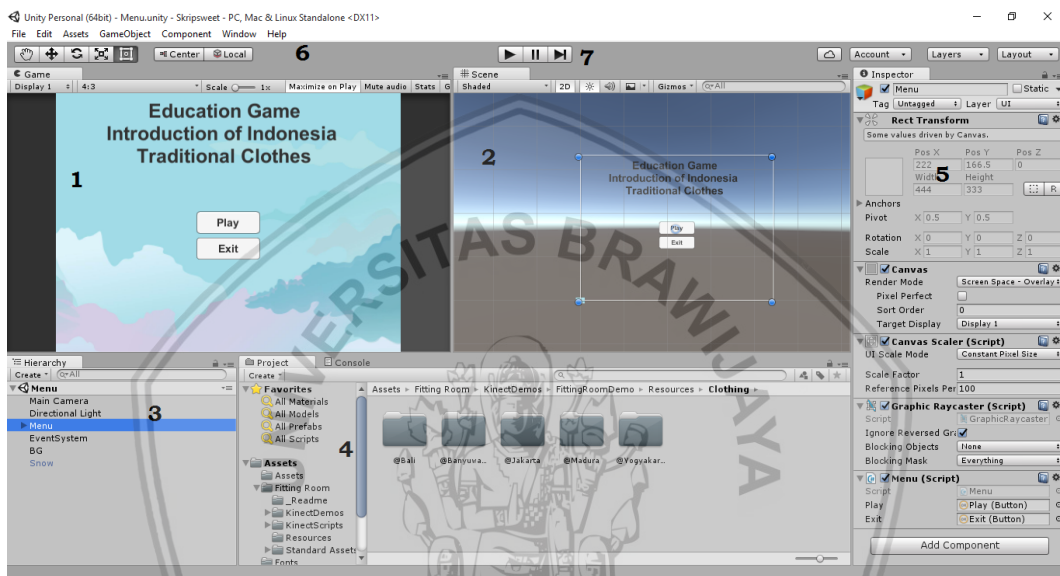 Unity Personal (64bit) - Menu.unity - Skripsweet - PC, Mac & Linux Standalone <DX11>
File Edit Assets GameObject Component Window Help
Center Local 6 7 Account Layers Layout
Game
Display 1 4:3 Scale 1x Maximize on Play Mute audio Stats G
Education Game
Introduction of Indonesia
Traditional Clothes
1
Play
Exit
Scene
Shaded 2D Gizmos All
2
Education Game
Introduction of Indonesia
Traditional Clothes
Play
Exit
Inspector
Menu Static
Tag Untagged Layer UI
Rect Transform
Some values driven by Canvas.
Pos X Pos Y Pos Z
222 166.5 0
Width Height
444 333 R
5
Anchors
Pivot X 0.5 Y 0.5
Rotation X 0 Y 0 Z 0
Scale X 1 Y 1 Z 1
Canvas
Render Mode Screen Space - Overlay
Pixel Perfect
Sort Order 0
Target Display Display 1
Canvas Scaler (Script)
UI Scale Mode Constant Pixel Size
Scale Factor 1
Reference Pixels Per 100
Graphic Raycaster (Script)
Script GraphicRaycaster
Ignore Reversed Gra
Blocking Objects None
Blocking Mask Everything
Menu (Script)
Script Menu
Play Play (Button)
Exit Exit (Button)
Add Component
Hierarchy
Create All
Menu
Main Camera
Directional Light
Menu
EventSystem
BG
Snow
3
Project Console
Create
Favorites
All Materials
All Models
All Prefabs
All Scripts
4
Assets
Assets
Fitting Room
_Readme
KinectDemos
KinectScripts
Resources
Standard Assets
Fonts
Assets Fitting Room KinectDemos FittingRoomDemo Resources Clothing
@Bali @Banyuwa... @Jakarta @Madura @Yogyakar...
VERSITAS BRAWIJAYA